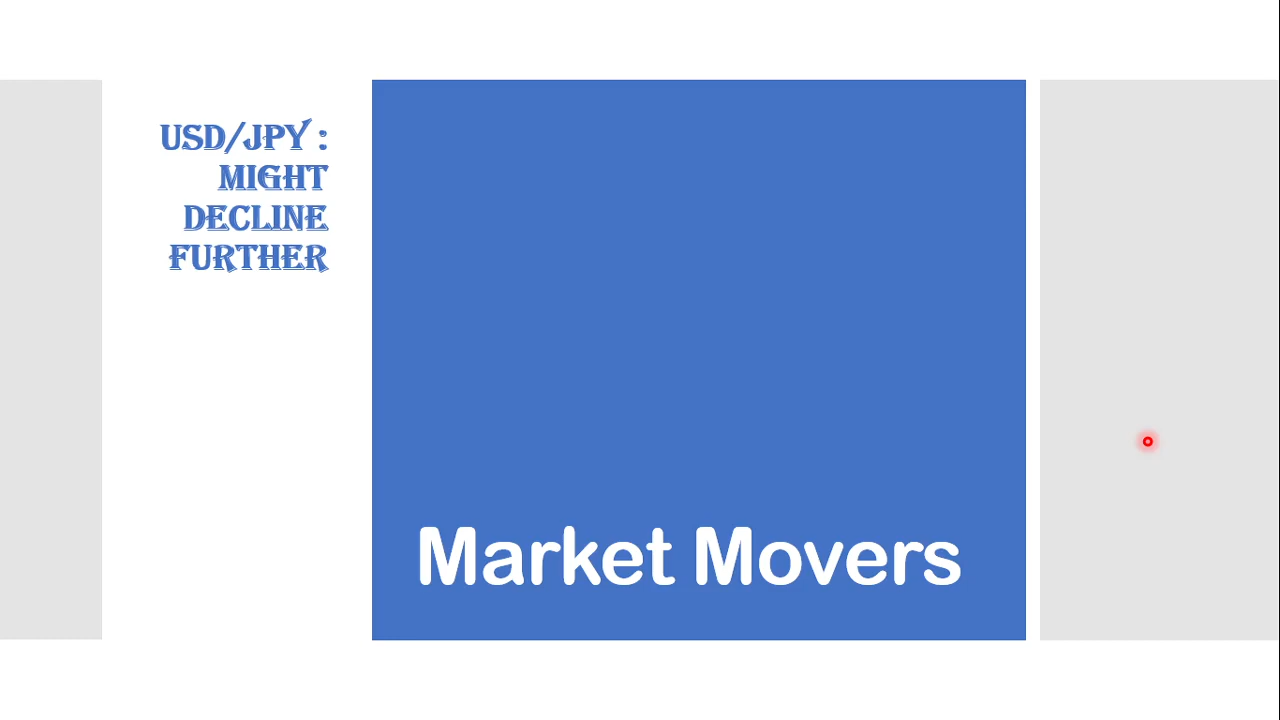 USD/JPY :
MIGHT
DECLINE
FURTHER
Market Movers